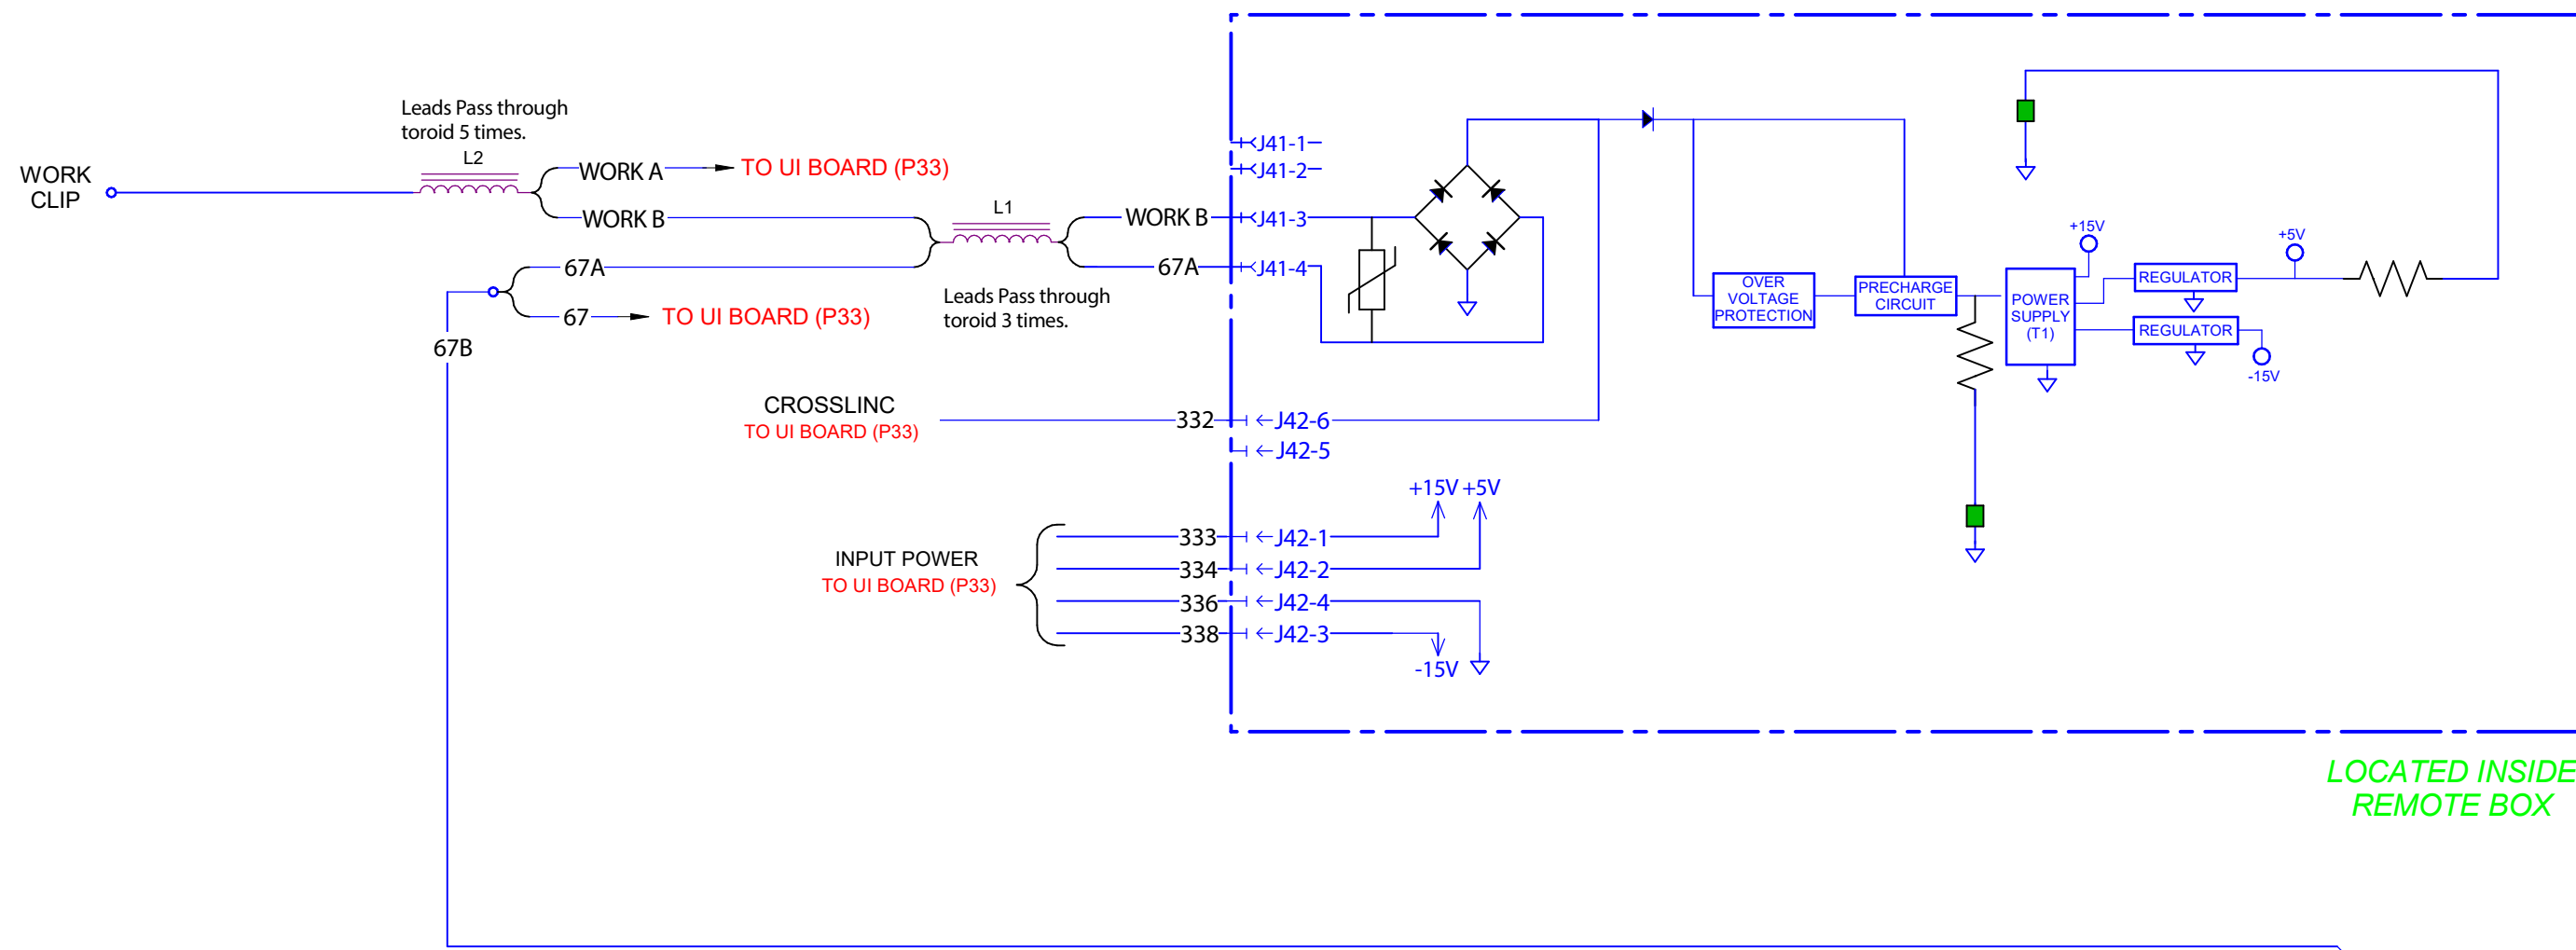 Leads Pass through
toroid 5 times.
L2
WORK
CLIP
WORK A
TO UI BOARD (P33)
WORK B
67A
67
TO UI BOARD (P33)
67B
L1
Leads Pass through
toroid 3 times.
WORK B
67A
J41-1
J41-2
J41-3
J41-4
CROSSLINC
TO UI BOARD (P33)
332
J42-6
J42-5
INPUT POWER
TO UI BOARD (P33)
333
J42-1
334
J42-2
336
J42-4
338
J42-3
+15V +5V
-15V
OVER
VOLTAGE
PROTECTION
PRECHARGE
CIRCUIT
POWER
SUPPLY
(T1)
+15V
REGULATOR
+5V
REGULATOR
-15V
LOCATED INSIDE
REMOTE BOX